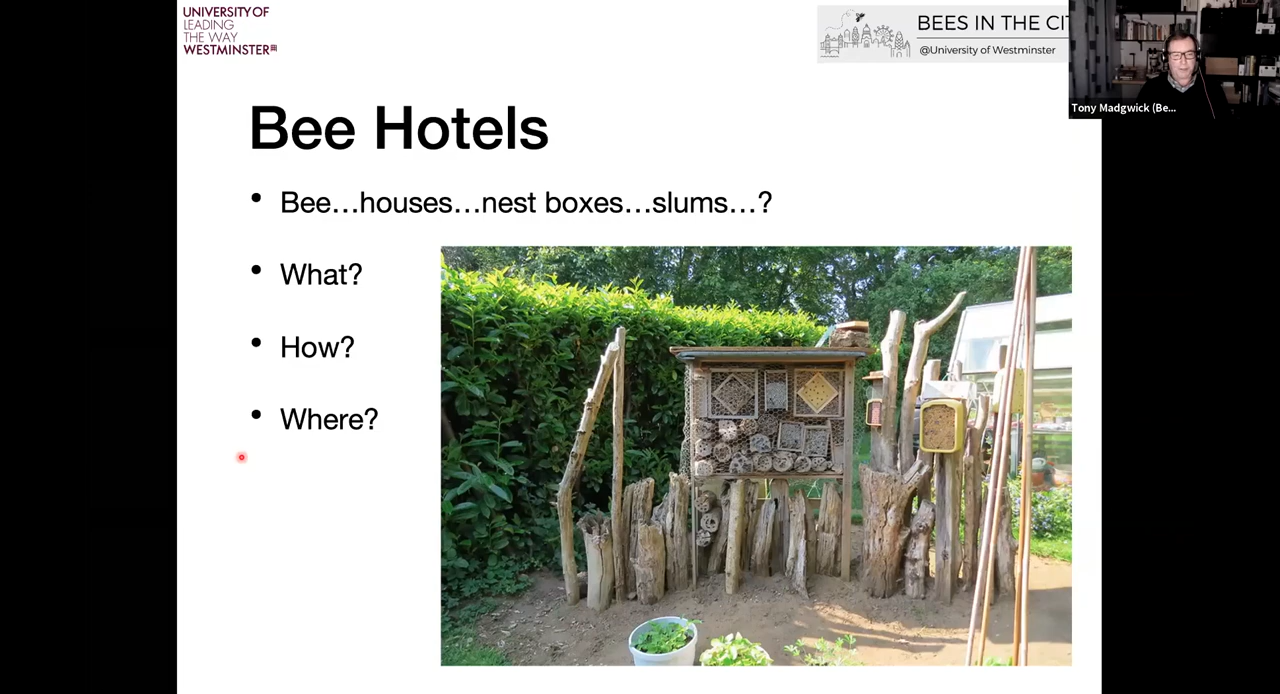 UNIVERSITY OF
LEADING
THE WAY
WESTMINSTER
BEES IN THE CIT
@University of Westminster
Tony Madgwick (Be...
Bee Hotels
• Bee...houses...nest boxes...slums...?
• What?
• How?
• Where?